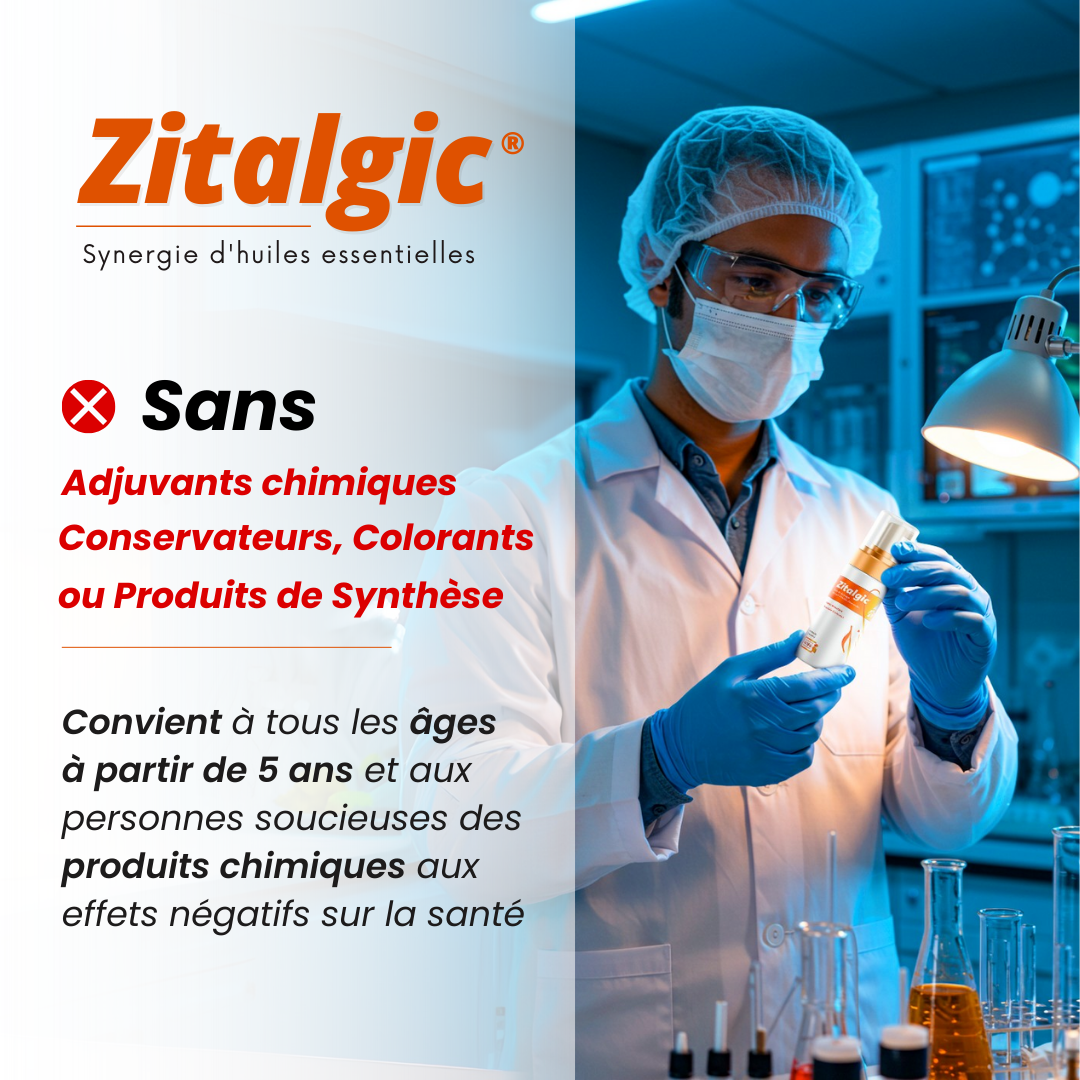 Zitalgic®
Synergie d'huiles essentielles
Sans
Adjuvants chimiques
Conservateurs, Colorants
ou Produits de Synthèse
Convient à tous les âges
à partir de 5 ans et aux
personnes soucieuses des
produits chimiques aux
effets négatifs sur la santé
Zitalgic